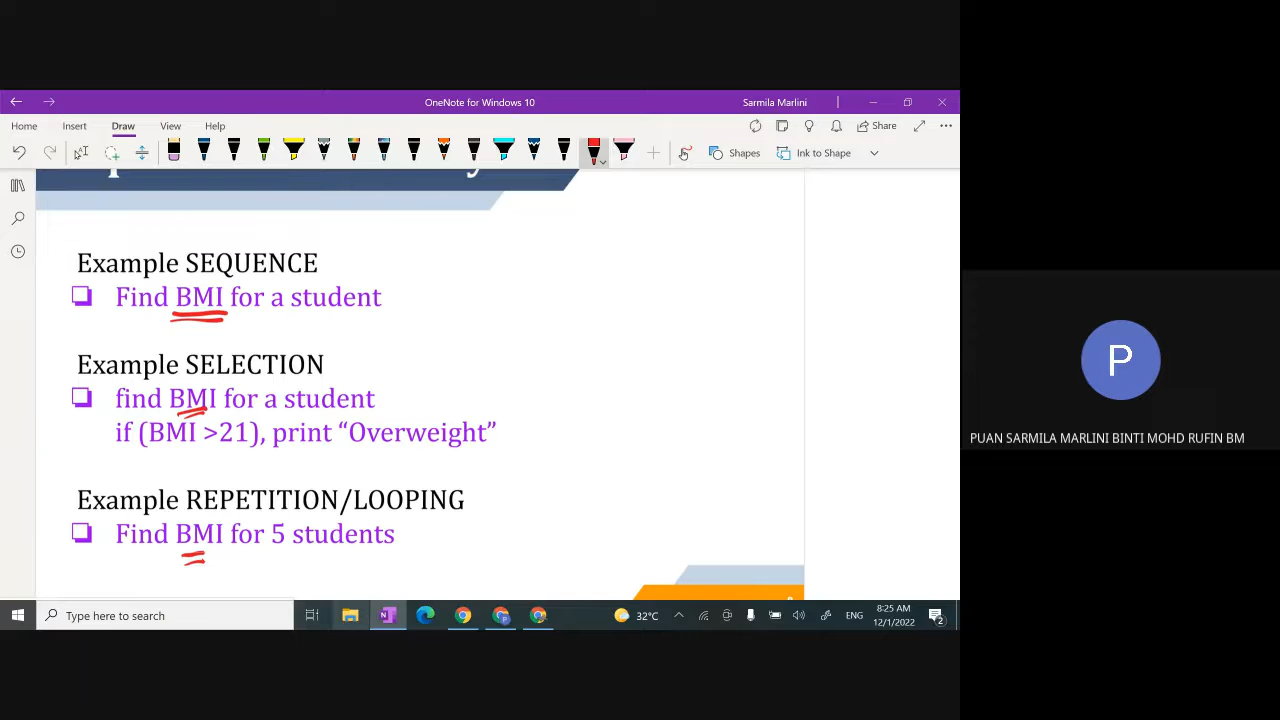 OneNote for Windows 10
Sarmila Marlini
Home Insert Draw View Help
Share
Shapes
Ink to Shape
Example SEQUENCE
Find BMI for a student
Example SELECTION
find BMI for a student
if (BMI >21), print “Overweight”
Example REPETITION/LOOPING
Find BMI for 5 students
P
PUAN SARMILA MARLINI BINTI MOHD RUFIN BM
Type here to search
32°C
ENG
8:25 AM
12/1/2022
2